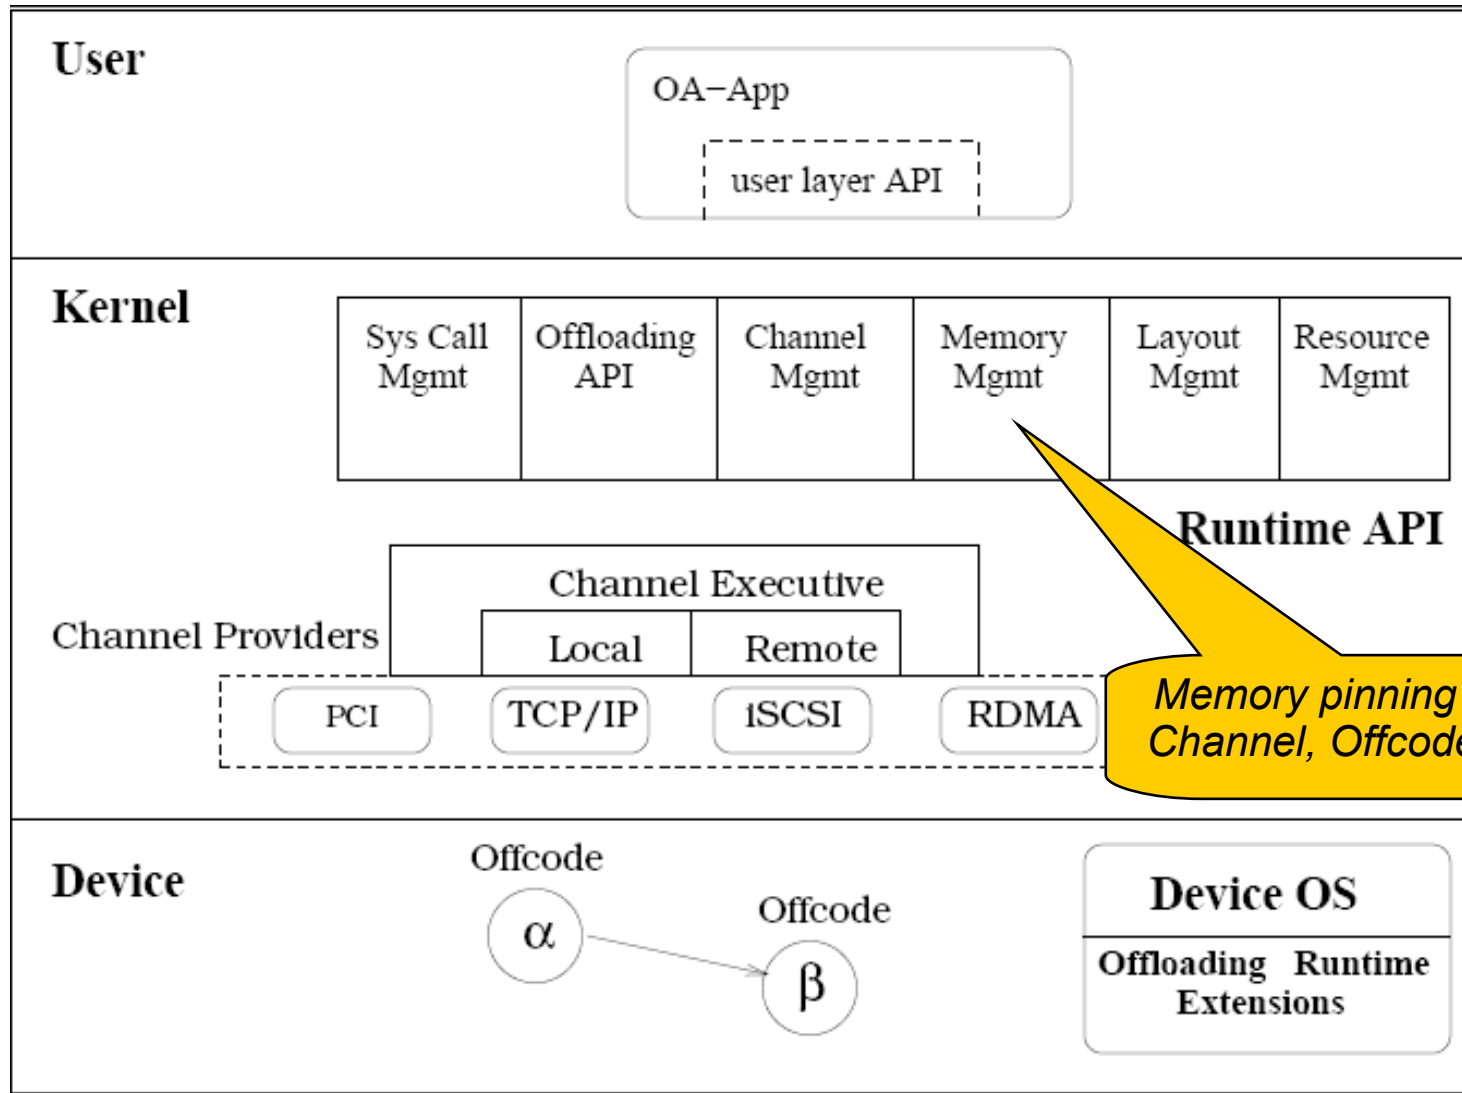 User
OA−App
user layer API
Kernel
Sys Call
Mgmt
Offloading
API
Channel
Mgmt
Memory
Mgmt
Layout
Mgmt
Resource
Mgmt
Runtime API
Channel Executive
Channel Providers
Local
Remote
PCI
TCP/IP
iSCSI
RDMA
Memory pinning
Channel, Offcode
Device
Offcode
α
Offcode
β
Device OS
Offloading Runtime
Extensions